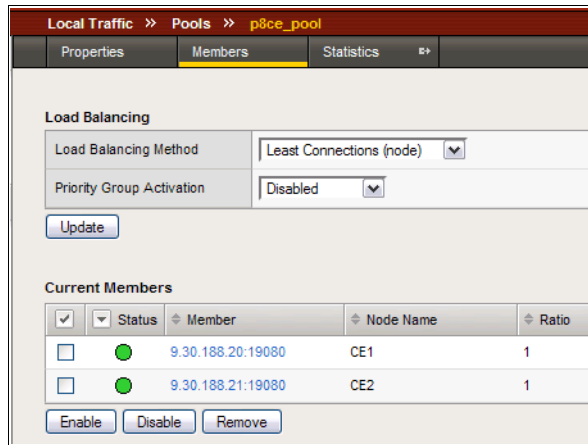 Local Traffic » Pools » p8ce_pool
Properties Members Statistics
Load Balancing
Load Balancing Method Least Connections (node)
Priority Group Activation Disabled
Update
Current Members
Status Member Node Name Ratio
9.30.188.20:19080 CE1 1
9.30.188.21:19080 CE2 1
Enable Disable Remove